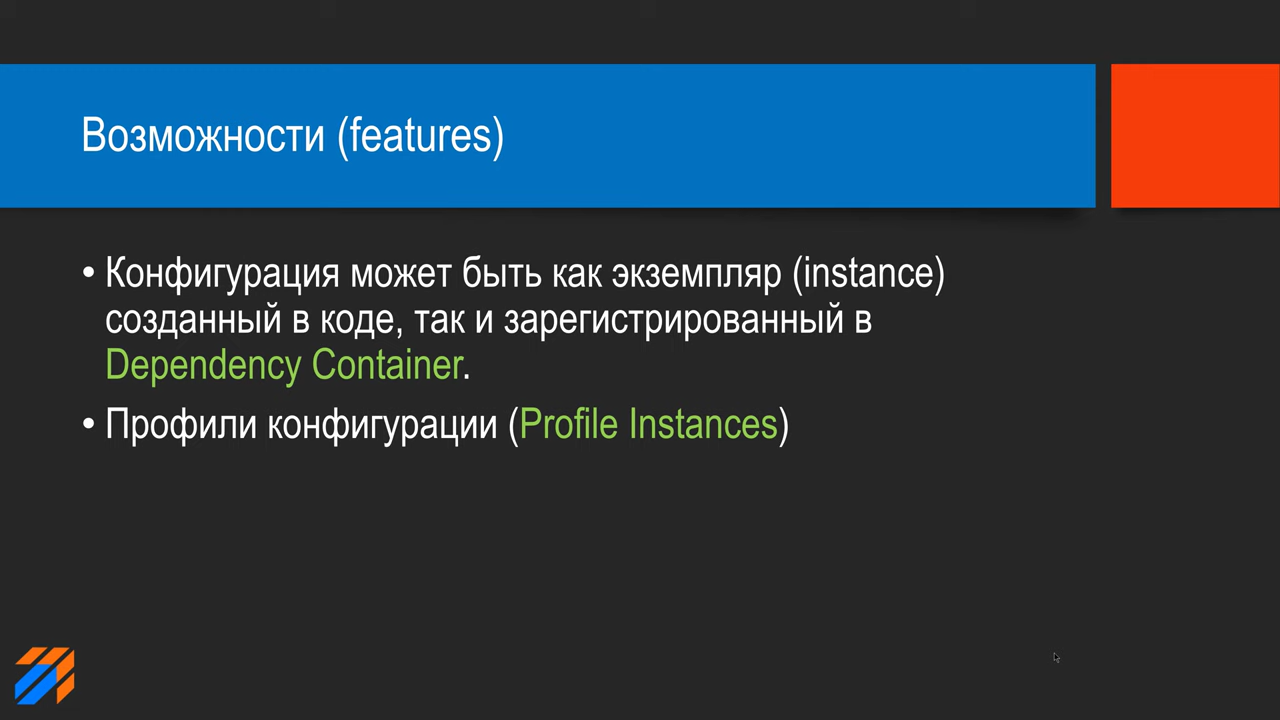 Возможности (features)
• Конфигурация может быть как экземпляр (instance)
созданный в коде, так и зарегистрированный в
Dependency Container.
• Профили конфигурации (Profile Instances)